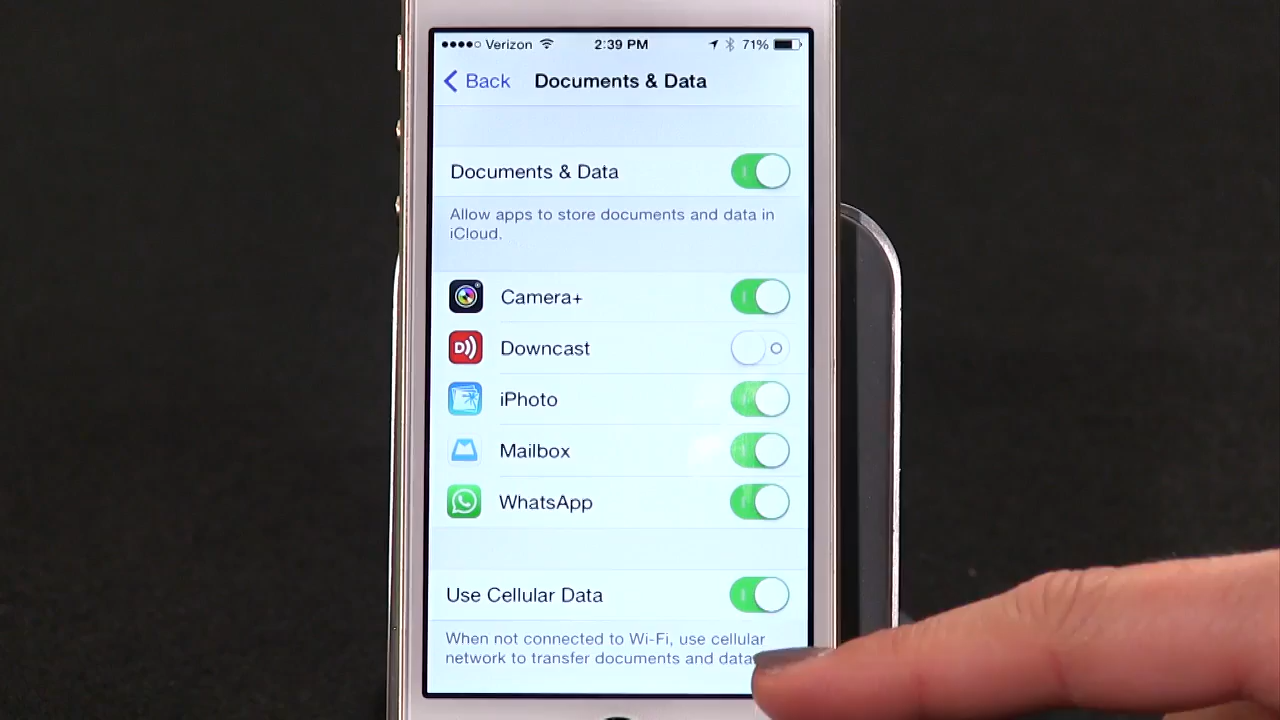 Verizon 2:39 PM 71%
Back Documents & Data
Documents & Data
Allow apps to store documents and data in
iCloud.
Camera+
D Downcast
iPhoto
Mailbox
WhatsApp
Use Cellular Data
When not connected to Wi-Fi, use cellular
network to transfer documents and data